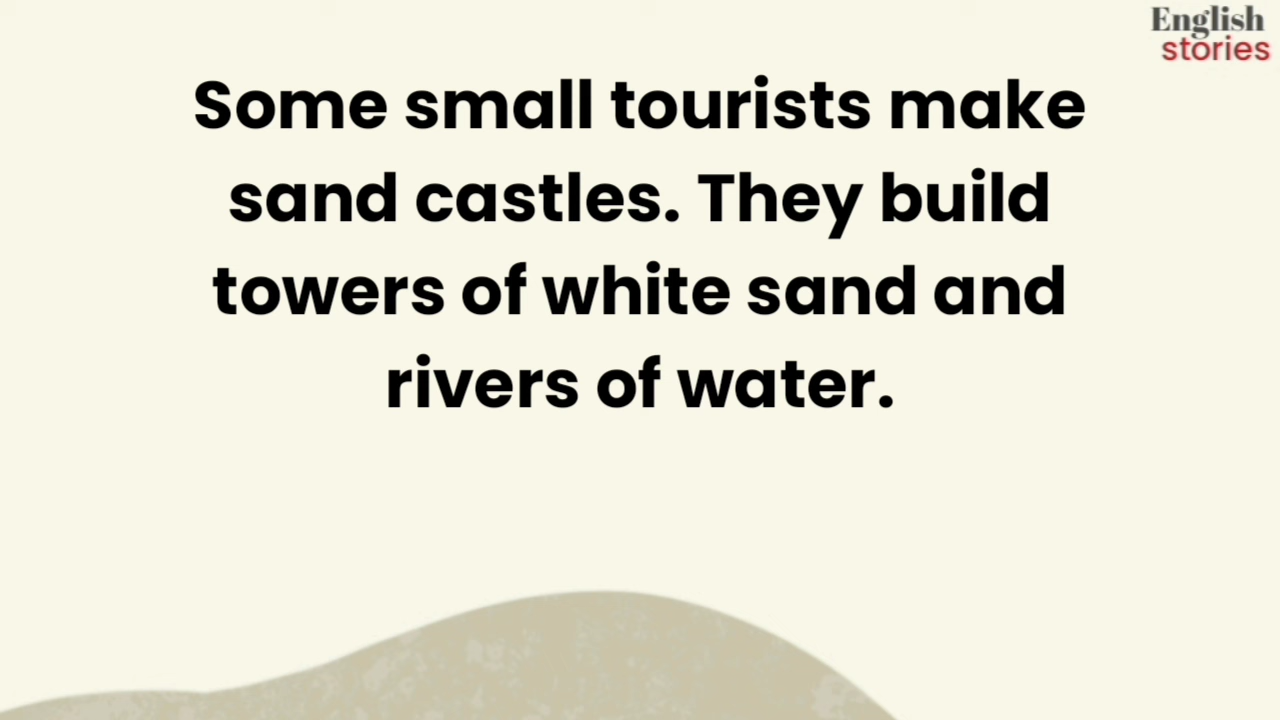 English
stories
Some small tourists make
sand castles. They build
towers of white sand and
rivers of water.